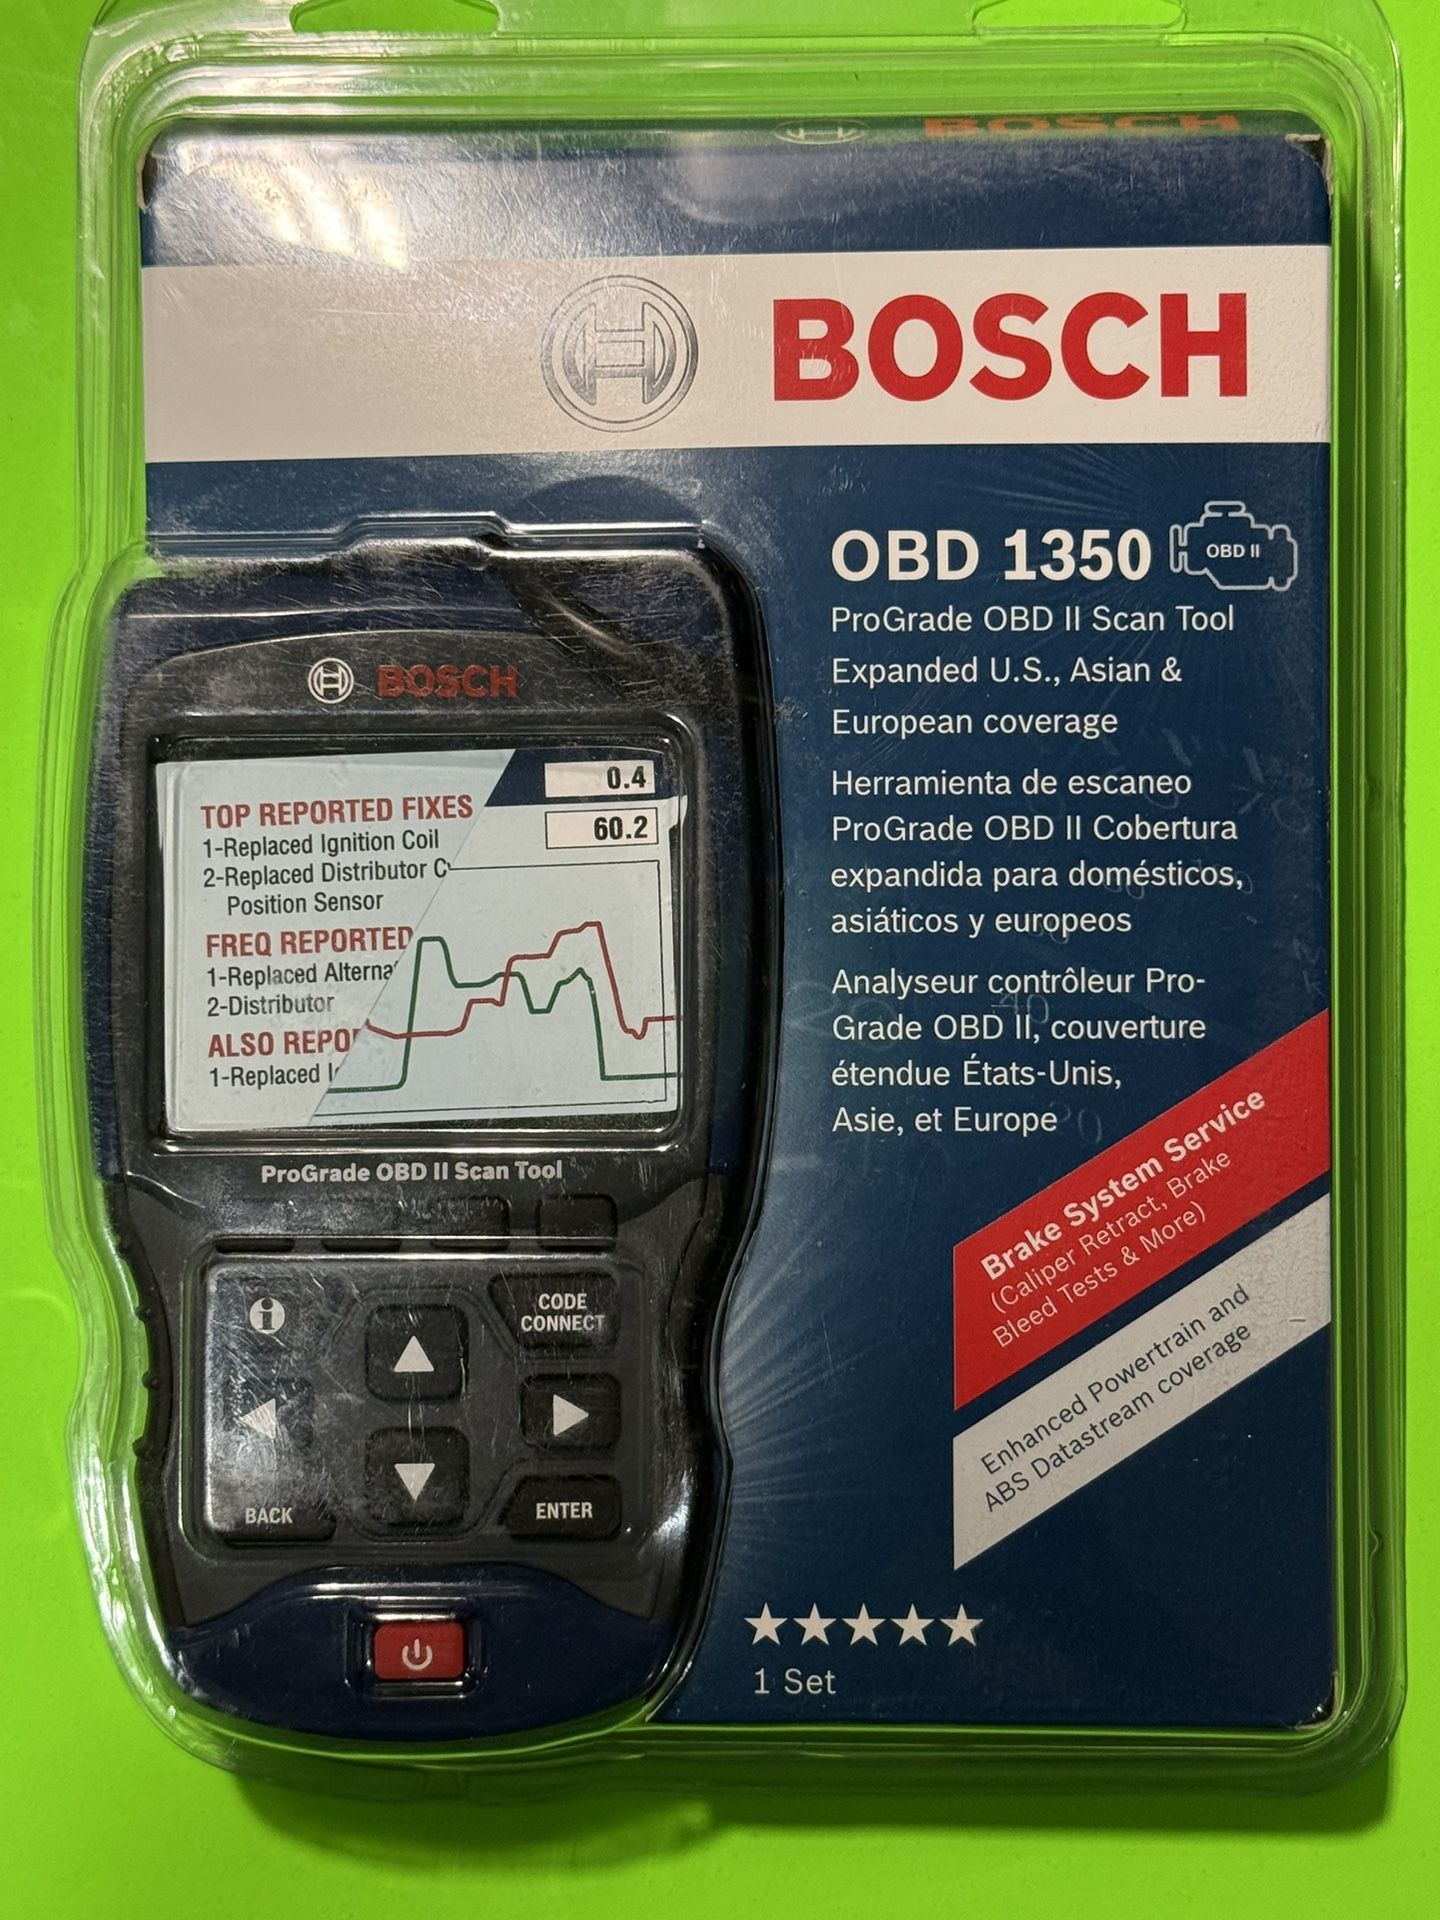 BOSCH
BOSCH
OBD 1350
OBD II
ProGrade OBD II Scan Tool
Expanded U.S., Asian &
European coverage
Herramienta de escaneo
ProGrade OBD II Cobertura
expandida para domésticos,
asiáticos y europeos
Analyseur contrôleur Pro-
Grade OBD II, couverture
étendue États-Unis,
Asie, et Europe
Brake System Service
(Caliper Retract, Brake
Bleed Tests & More)
Enhanced Powertrain and
ABS Datastream coverage
1 Set
BOSCH
0.4
60.2
TOP REPORTED FIXES
1-Replaced Ignition Coil
2-Replaced Distributor
Position Sensor
FREQ REPORTED
1-Replaced
2-Distributor
ALSO
1-Replaced
ProGrade OBD II Scan Tool
i
CODE
CONNECT
BACK
ENTER